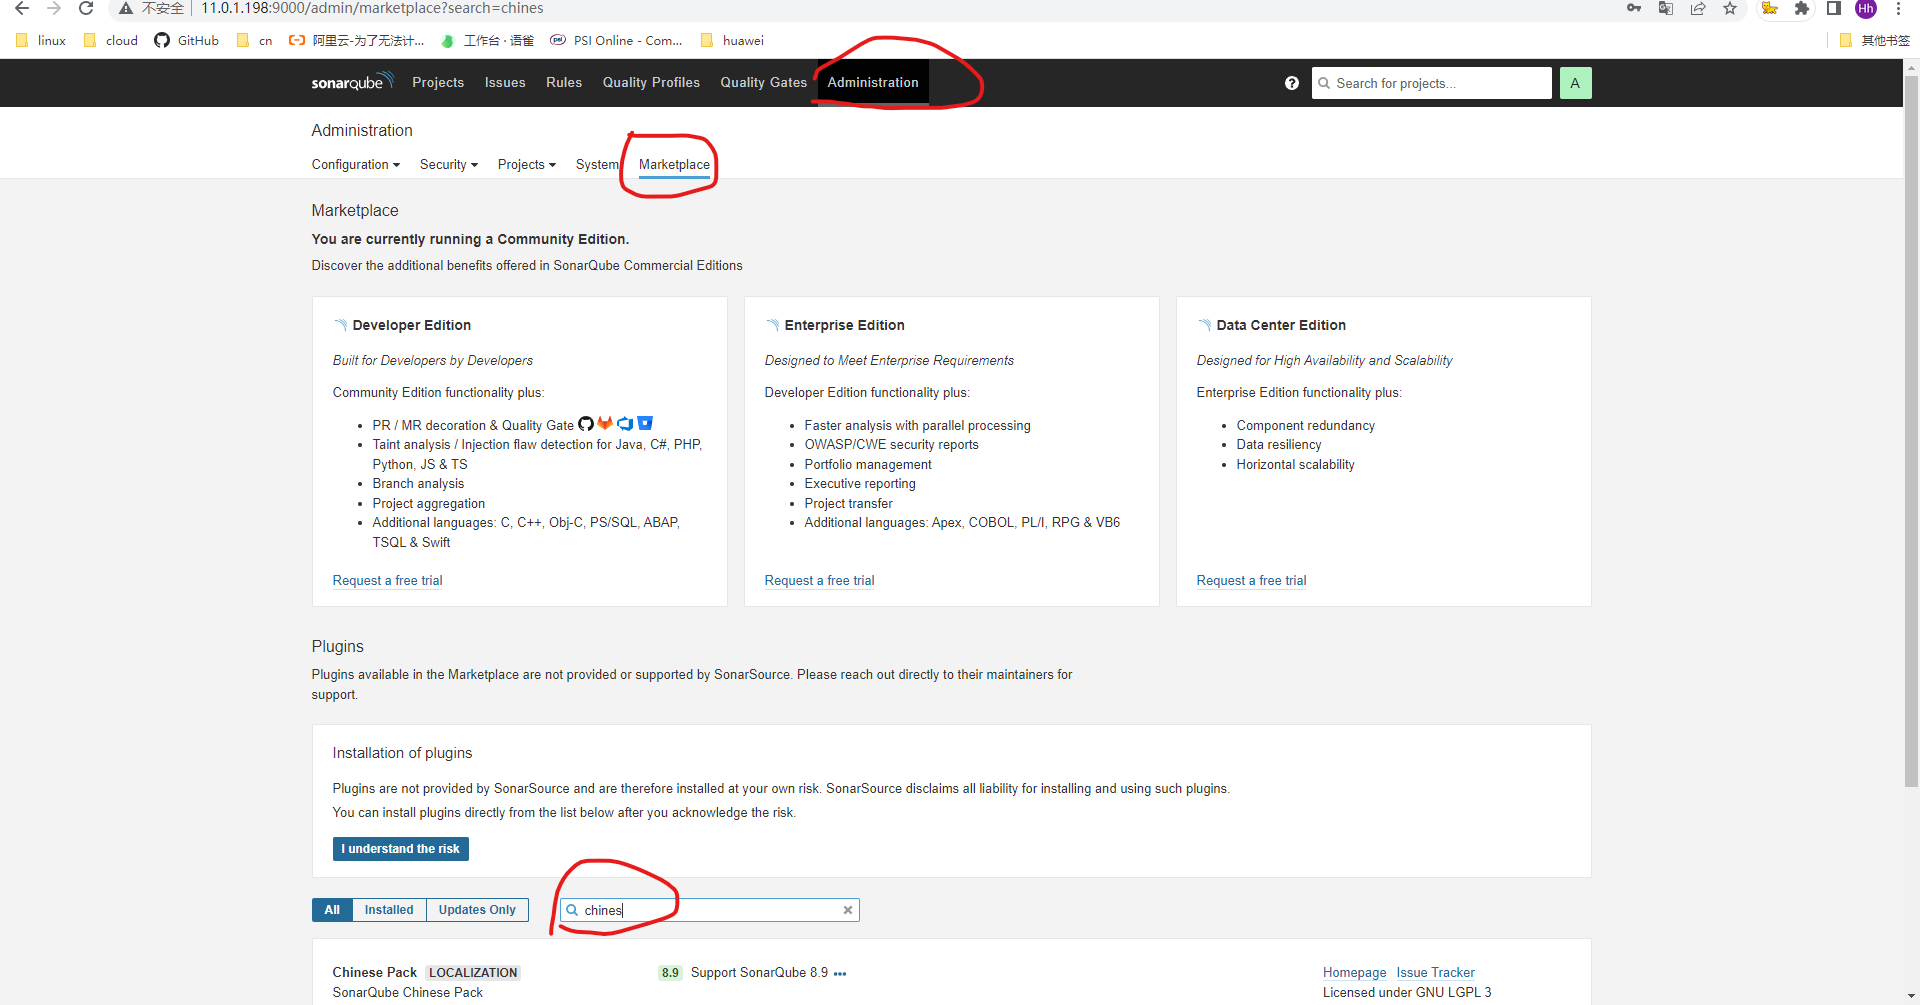 不安全 11.0.1.198:9000/admin/marketplace?search=chines Hh
linux cloud GitHub cn 阿里云-为了无法计... 工作台 · 语雀 PSI Online - Com... huawei 其他书签
sonarqube Projects Issues Rules Quality Profiles Quality Gates Administration ? Search for projects... A
Administration
Configuration Security Projects System Marketplace
Marketplace
You are currently running a Community Edition.
Discover the additional benefits offered in SonarQube Commercial Editions
Developer Edition
Built for Developers by Developers
Community Edition functionality plus:
• PR / MR decoration & Quality Gate
• Taint analysis / Injection flaw detection for Java, C#, PHP,
Python, JS & TS
• Branch analysis
• Project aggregation
• Additional languages: C, C++, Obj-C, PS/SQL, ABAP,
TSQL & Swift
Request a free trial
Enterprise Edition
Designed to Meet Enterprise Requirements
Developer Edition functionality plus:
• Faster analysis with parallel processing
• OWASP/CWE security reports
• Portfolio management
• Executive reporting
• Project transfer
• Additional languages: Apex, COBOL, PL/I, RPG & VB6
Request a free trial
Data Center Edition
Designed for High Availability and Scalability
Enterprise Edition functionality plus:
• Component redundancy
• Data resiliency
• Horizontal scalability
Request a free trial
Plugins
Plugins available in the Marketplace are not provided or supported by SonarSource. Please reach out directly to their maintainers for
support.
Installation of plugins
Plugins are not provided by SonarSource and are therefore installed at your own risk. SonarSource disclaims all liability for installing and using such plugins.
You can install plugins directly from the list below after you acknowledge the risk.
I understand the risk
All Installed Updates Only chines
Chinese Pack LOCALIZATION 8.9 Support SonarQube 8.9 ••• Homepage Issue Tracker
SonarQube Chinese Pack Licensed under GNU LGPL 3